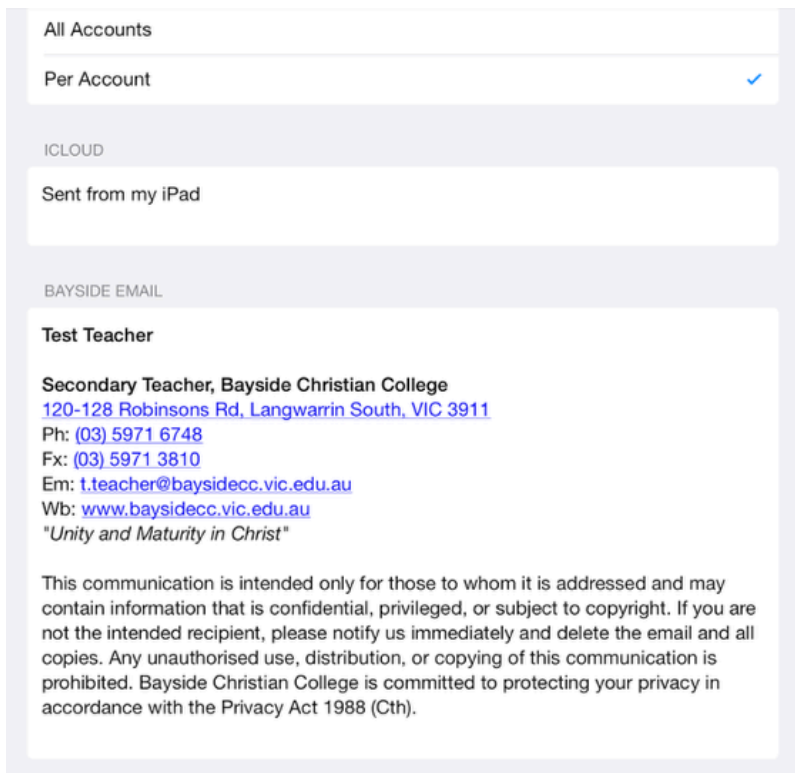 All Accounts
Per Account
ICLOUD
Sent from my iPad
BAYSIDE EMAIL
Test Teacher
Secondary Teacher, Bayside Christian College
120-128 Robinsons Rd, Langwarrin South, VIC 3911
Ph: (03) 5971 6748
Fx: (03) 5971 3810
Em: t.teacher@baysidecc.vic.edu.au
Wb: www.baysidecc.vic.edu.au
"Unity and Maturity in Christ"
This communication is intended only for those to whom it is addressed and may
contain information that is confidential, privileged, or subject to copyright. If you are
not the intended recipient, please notify us immediately and delete the email and all
copies. Any unauthorised use, distribution, or copying of this communication is
prohibited. Bayside Christian College is committed to protecting your privacy in
accordance with the Privacy Act 1988 (Cth).